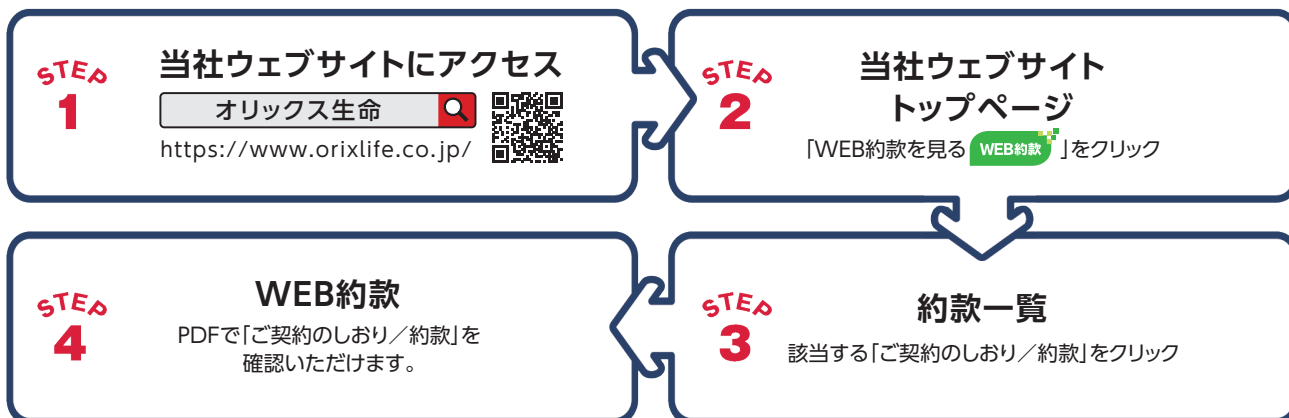 STEP
1
当社ウェブサイトにアクセス
オリックス生命
https://www.orixlife.co.jp/
STEP
2
当社ウェブサイト
トップページ
「WEB約款を見る WEB約款 」をクリック
STEP
3
約款一覧
該当する「ご契約のしおり／約款」をクリック
STEP
4
WEB約款
PDFで「ご契約のしおり／約款」を
確認いただけます。